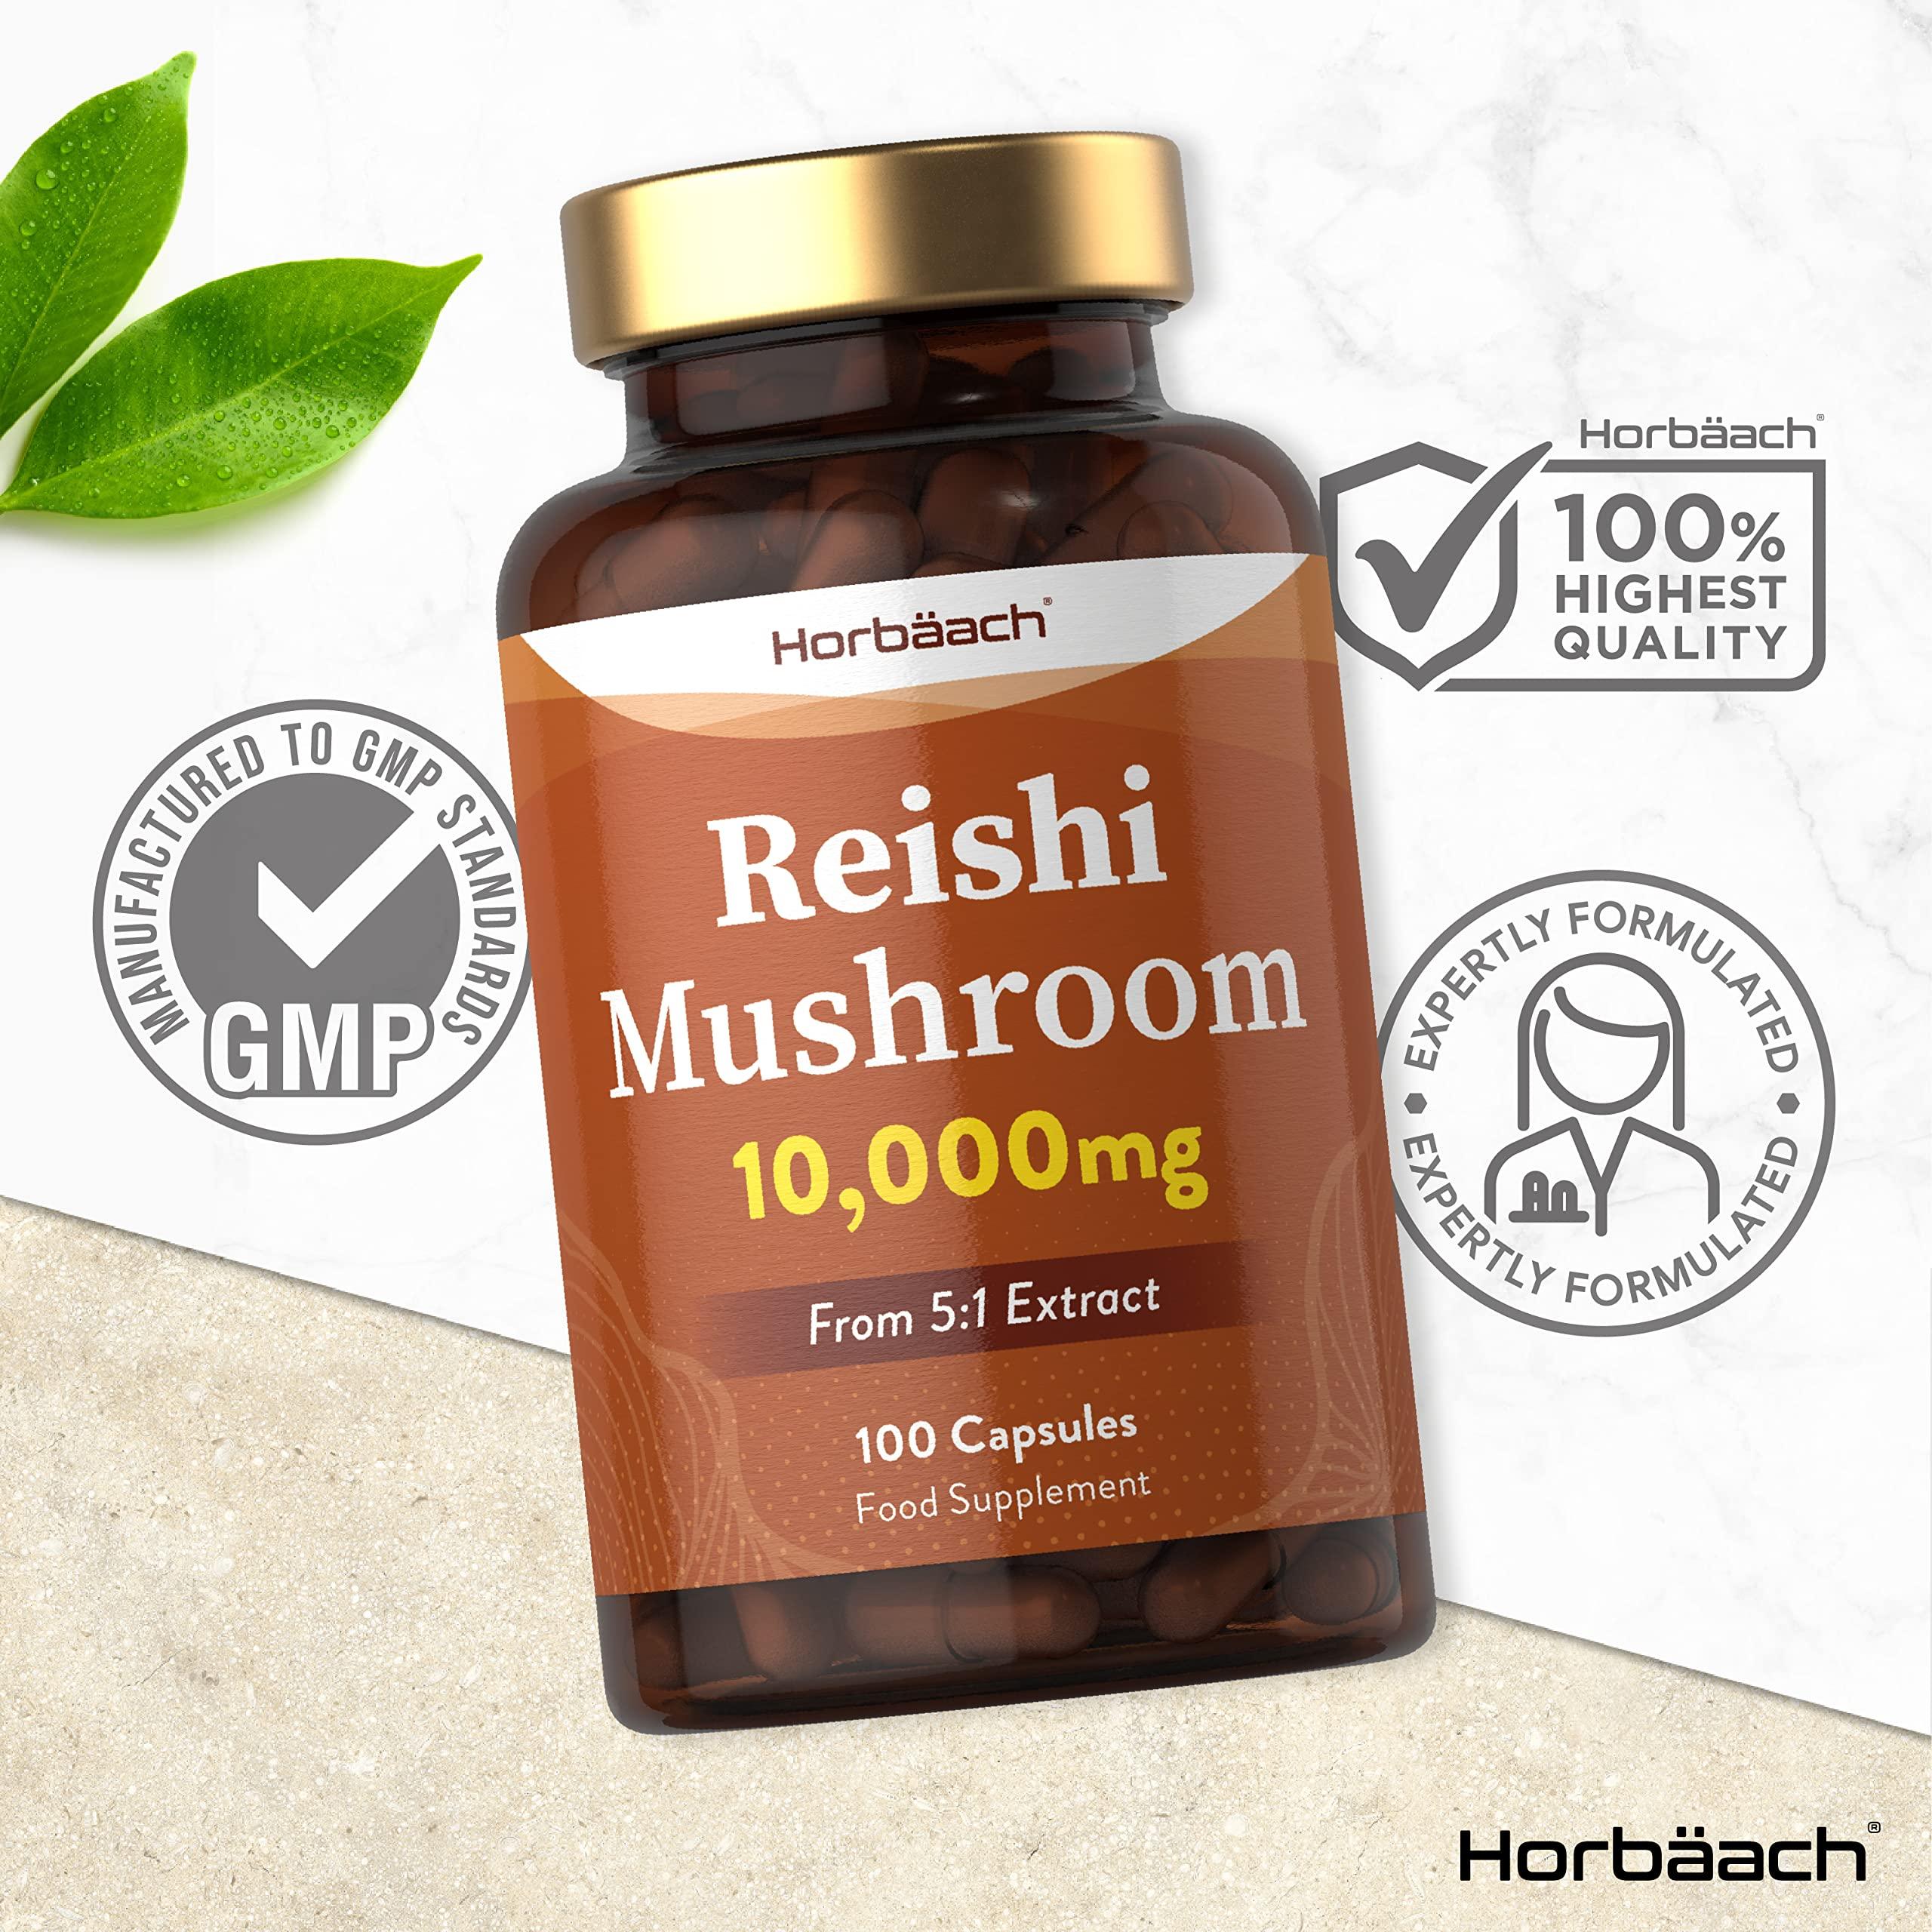 Horbäach®
Reishi
Mushroom
10,000mg
From 5:1 Extract
100 Capsules
Food Supplement
MANUFACTURED TO GMP STANDARDS
GMP
Horbäach®
100%
HIGHEST
QUALITY
EXPERTLY FORMULATED
EXPERTLY FORMULATED
Horbäach®